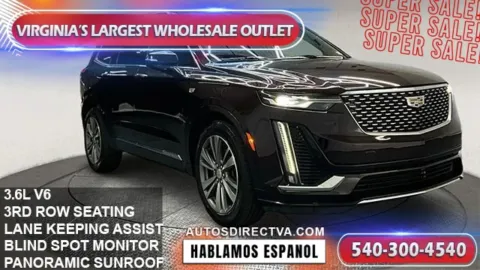 VIRGINIA'S LARGEST WHOLESALE OUTLET
SUPER SALE!
SUPER SALE!
SUPER SALE!
3.6L V6
3RD ROW SEATING
LANE KEEPING ASSIST
BLIND SPOT MONITOR
PANORAMIC SUNROOF
AUTOSDIRECTVA.COM
HABLAMOS ESPANOL
540-300-4540